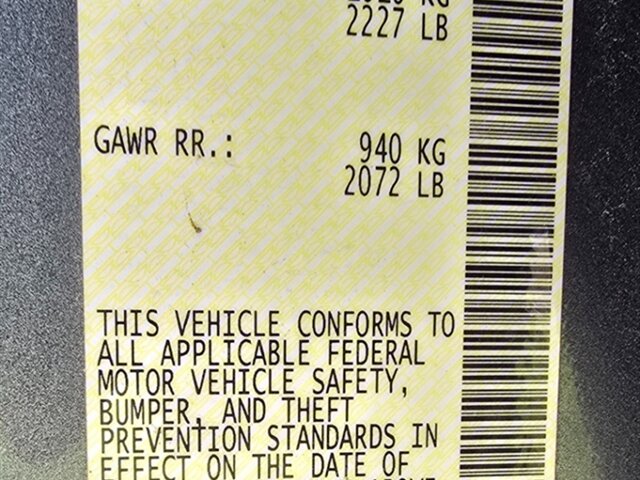 KG
2227 LB
GAWR RR.: 940 KG
2072 LB
THIS VEHICLE CONFORMS TO
ALL APPLICABLE FEDERAL
MOTOR VEHICLE SAFETY,
BUMPER, AND THEFT
PREVENTION STANDARDS IN
EFFECT ON THE DATE OF